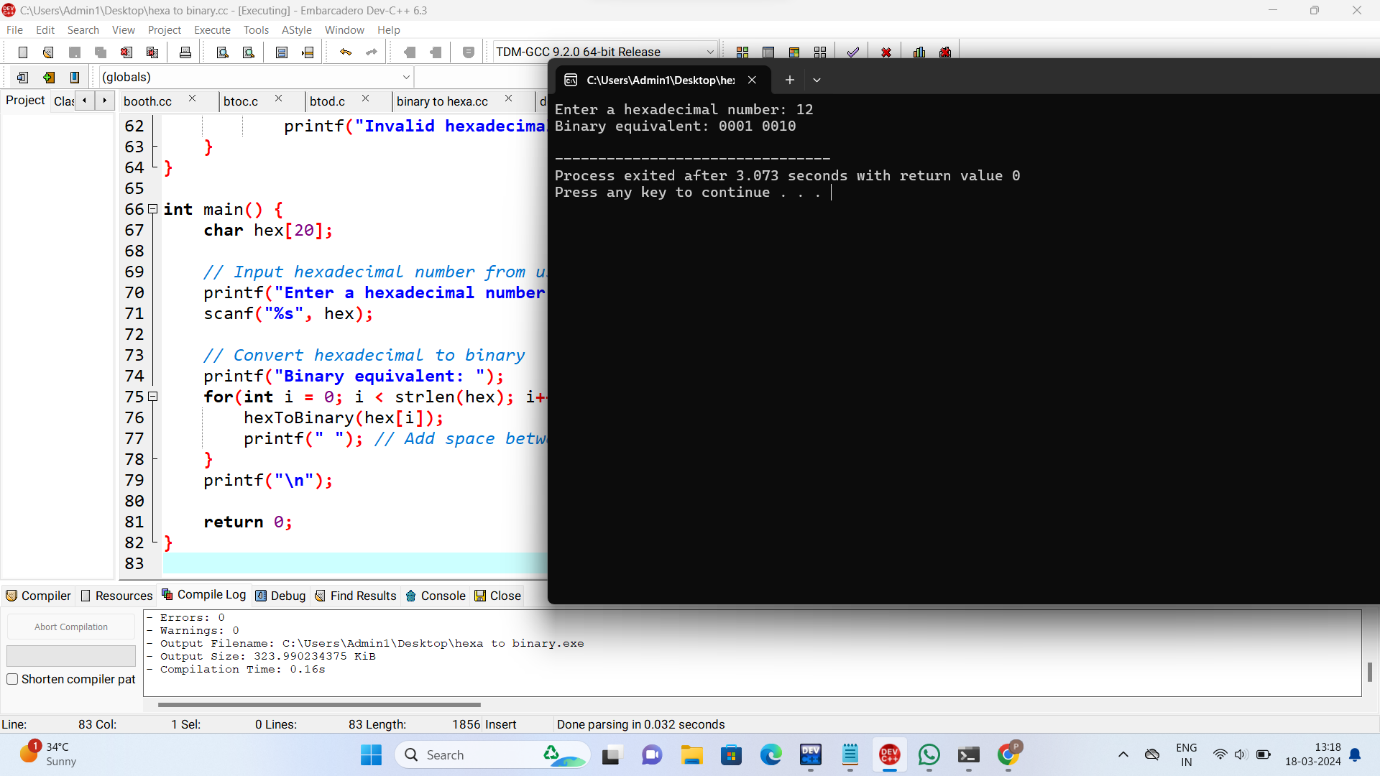 C:\Users\Admin1\Desktop\hexa to binary.cc - [Executing] - Embarcadero Dev-C++ 6.3
File Edit Search View Project Execute Tools AStyle Window Help
TDM-GCC 9.2.0 64-bit Release
(globals)
Project Clas booth.cc btoc.c btod.c binary to hexa.cc d
62 printf("Invalid hexadecima
63 }
64 }
65
66 int main() {
67 char hex[20];
68
69 // Input hexadecimal number from u
70 printf("Enter a hexadecimal number
71 scanf("%s", hex);
72
73 // Convert hexadecimal to binary
74 printf("Binary equivalent: ");
75 for(int i = 0; i < strlen(hex); i+
76 hexToBinary(hex[i]);
77 printf(" "); // Add space betw
78 }
79 printf("\n");
80
81 return 0;
82 }
83
C:\Users\Admin1\Desktop\he:
Enter a hexadecimal number: 12
Binary equivalent: 0001 0010
--------------------------------
Process exited after 3.073 seconds with return value 0
Press any key to continue . . .
Compiler Resources Compile Log Debug Find Results Console Close
Abort Compilation
Shorten compiler pat
- Errors: 0
- Warnings: 0
- Output Filename: C:\Users\Admin1\Desktop\hexa to binary.exe
- Output Size: 323.990234375 KiB
- Compilation Time: 0.16s
Line: 83 Col: 1 Sel: 0 Lines: 83 Length: 1856 Insert Done parsing in 0.032 seconds
1 34°C
Sunny
Search
DEV
DEV C++
P
ENG
IN
13:18
18-03-2024